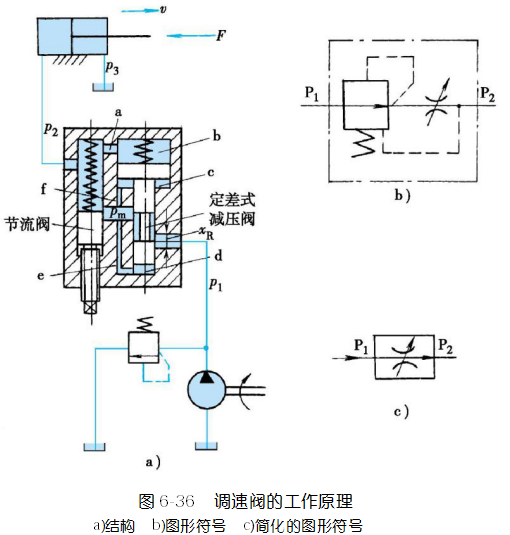 v
F
p3
p2
a
b
c
f
pm
定差式
减压阀
节流阀
xR
e
d
p1
a)
P1
P2
b)
P1
P2
c)
图 6-36 调速阀的工作原理
a)结构 b)图形符号 c)简化的图形符号